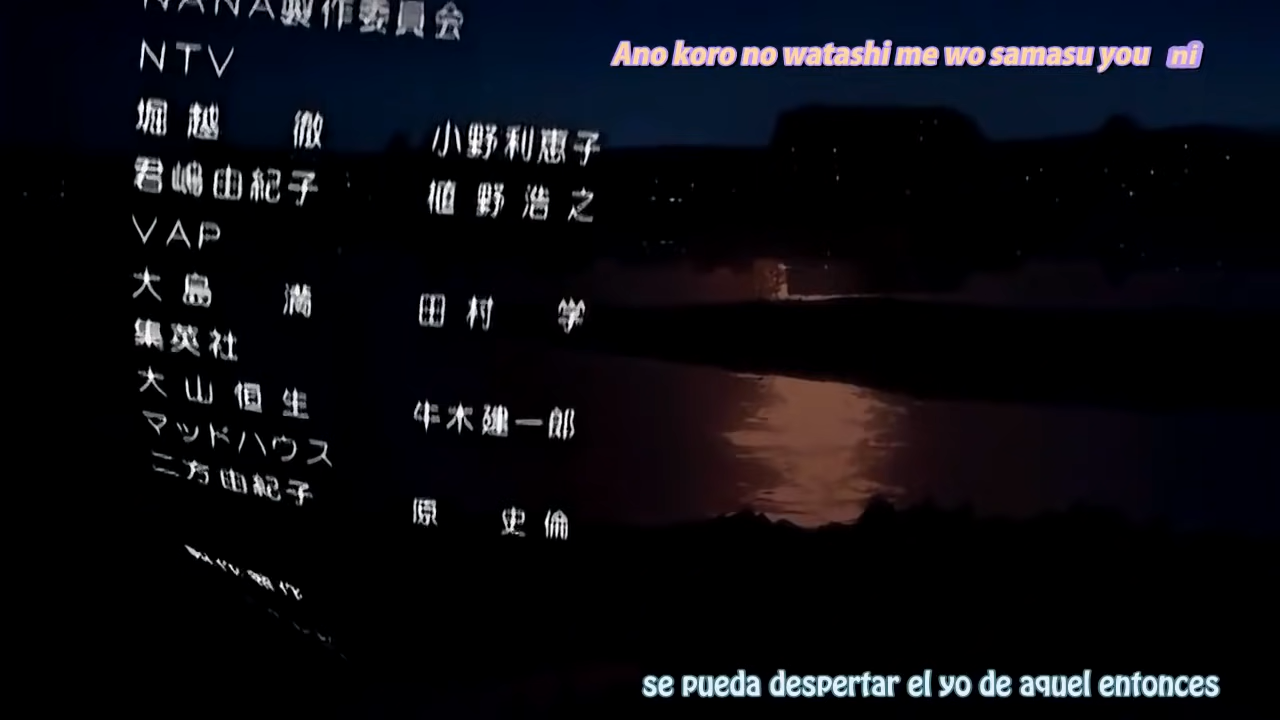 NANA製作委員会
NTV
Ano koro no watashi me wo samasu you ni
堀越 徹 小野利恵子
君嶋由紀子 植野浩之
VAP
大島 満 田村 学
集英社
大山恒生 牛木建一郎
マッドハウス
二方由紀子 原 史倫
se pueda despertar el yo de aquel entonces